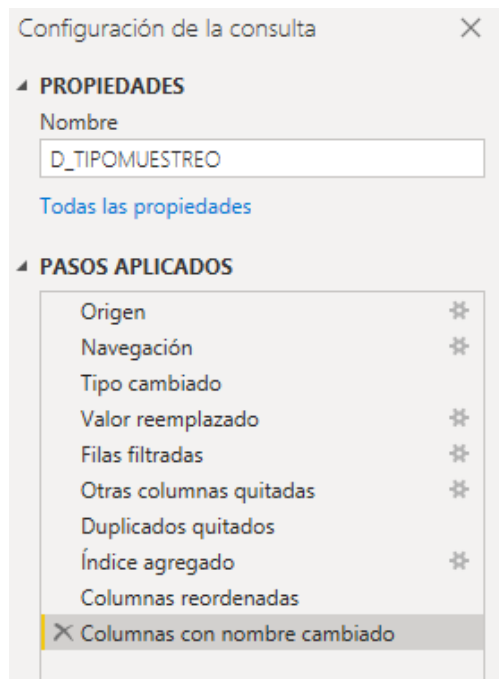 Configuración de la consulta
PROPIEDADES
Nombre
D_TIPOMUESTREO
Todas las propiedades
PASOS APLICADOS
Origen
Navegación
Tipo cambiado
Valor reemplazado
Filas filtradas
Otras columnas quitadas
Duplicados quitados
Índice agregado
Columnas reordenadas
Columnas con nombre cambiado